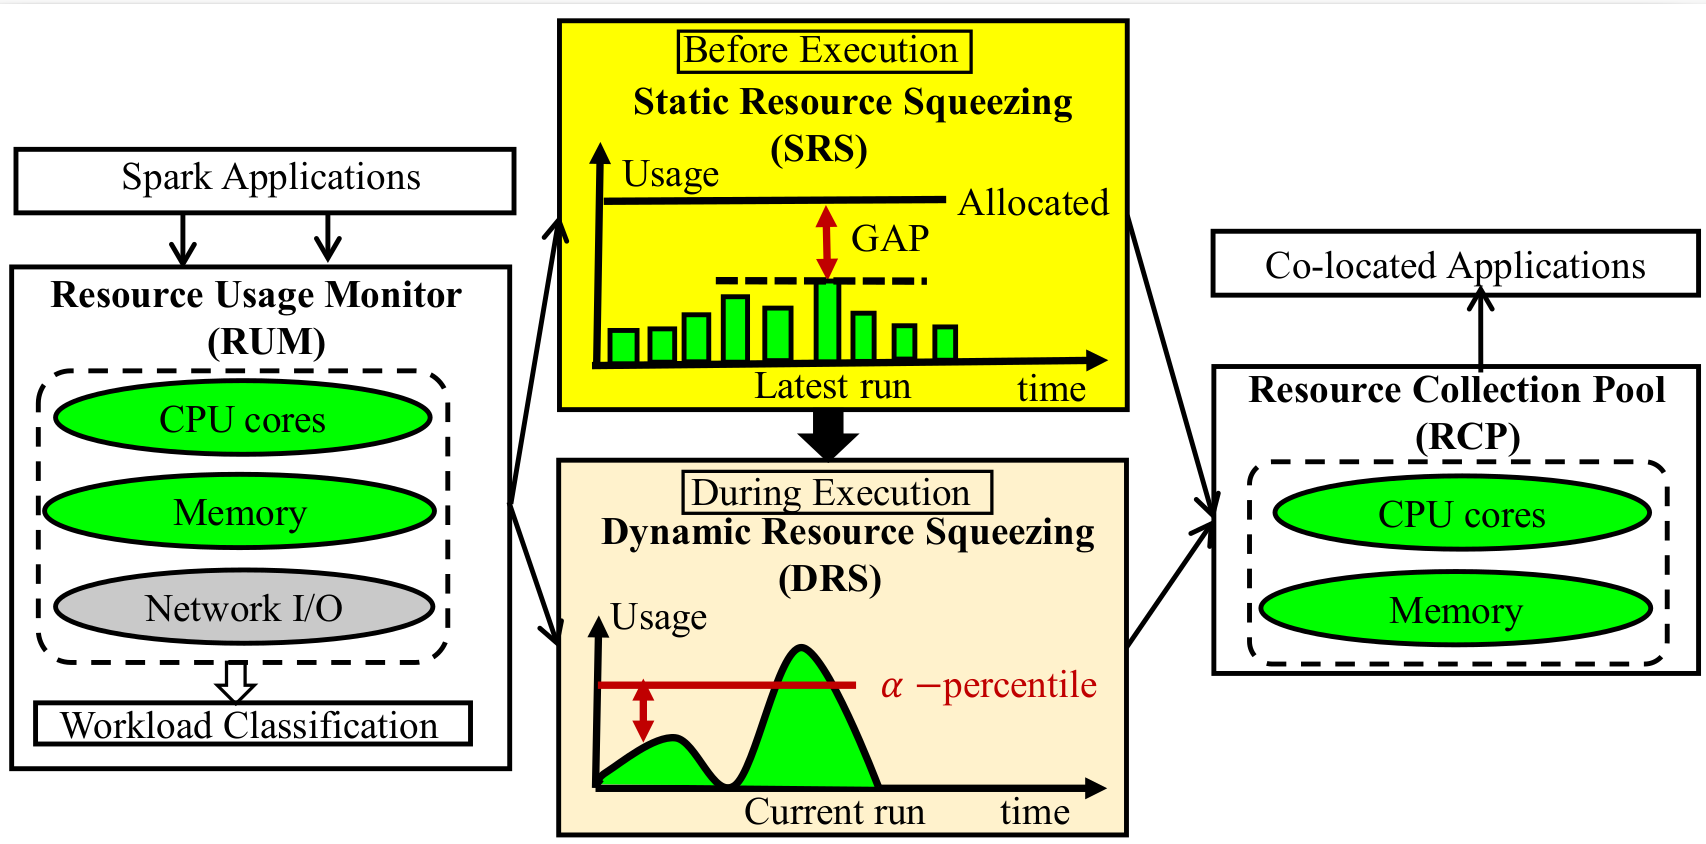 Spark Applications
Resource Usage Monitor
(RUM)
CPU cores
Memory
Network I/O
Workload Classification
Before Execution
Static Resource Squeezing
(SRS)
Usage
Allocated
GAP
Latest run
time
During Execution
Dynamic Resource Squeezing
(DRS)
Usage
α −percentile
Current run
time
Co-located Applications
Resource Collection Pool
(RCP)
CPU cores
Memory